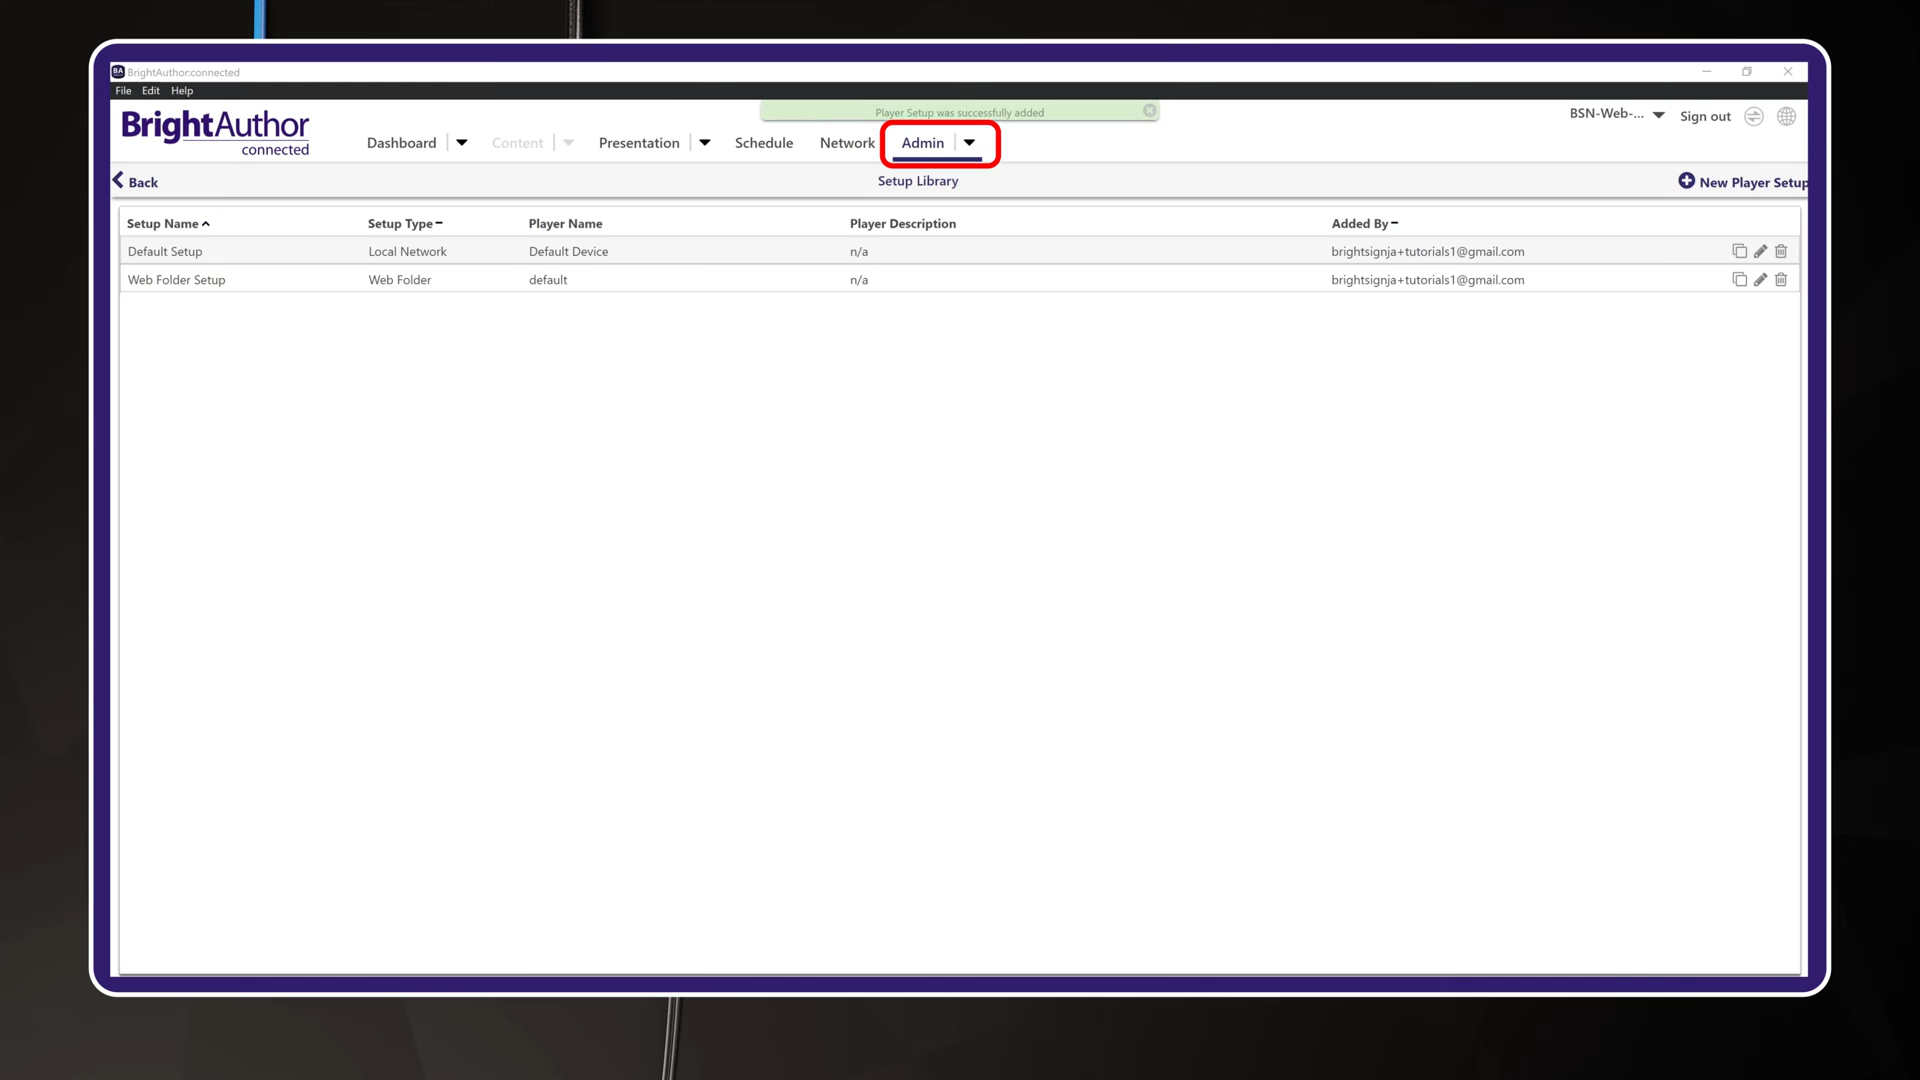 BA BrightAuthor:connected
File Edit Help
Player Setup was successfully added
BrightAuthor
connected
Dashboard Content Presentation Schedule Network Admin
BSN-Web-... Sign out
Back Setup Library New Player Setup
Setup Name Setup Type Player Name Player Description Added By
Default Setup Local Network Default Device n/a brightsignja+tutorials1@gmail.com
Web Folder Setup Web Folder default n/a brightsignja+tutorials1@gmail.com